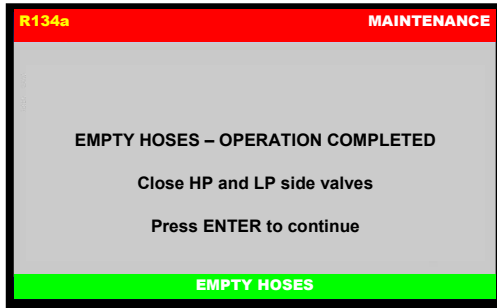 R134a MAINTENANCE
EMPTY HOSES – OPERATION COMPLETED
Close HP and LP side valves
Press ENTER to continue
EMPTY HOSES